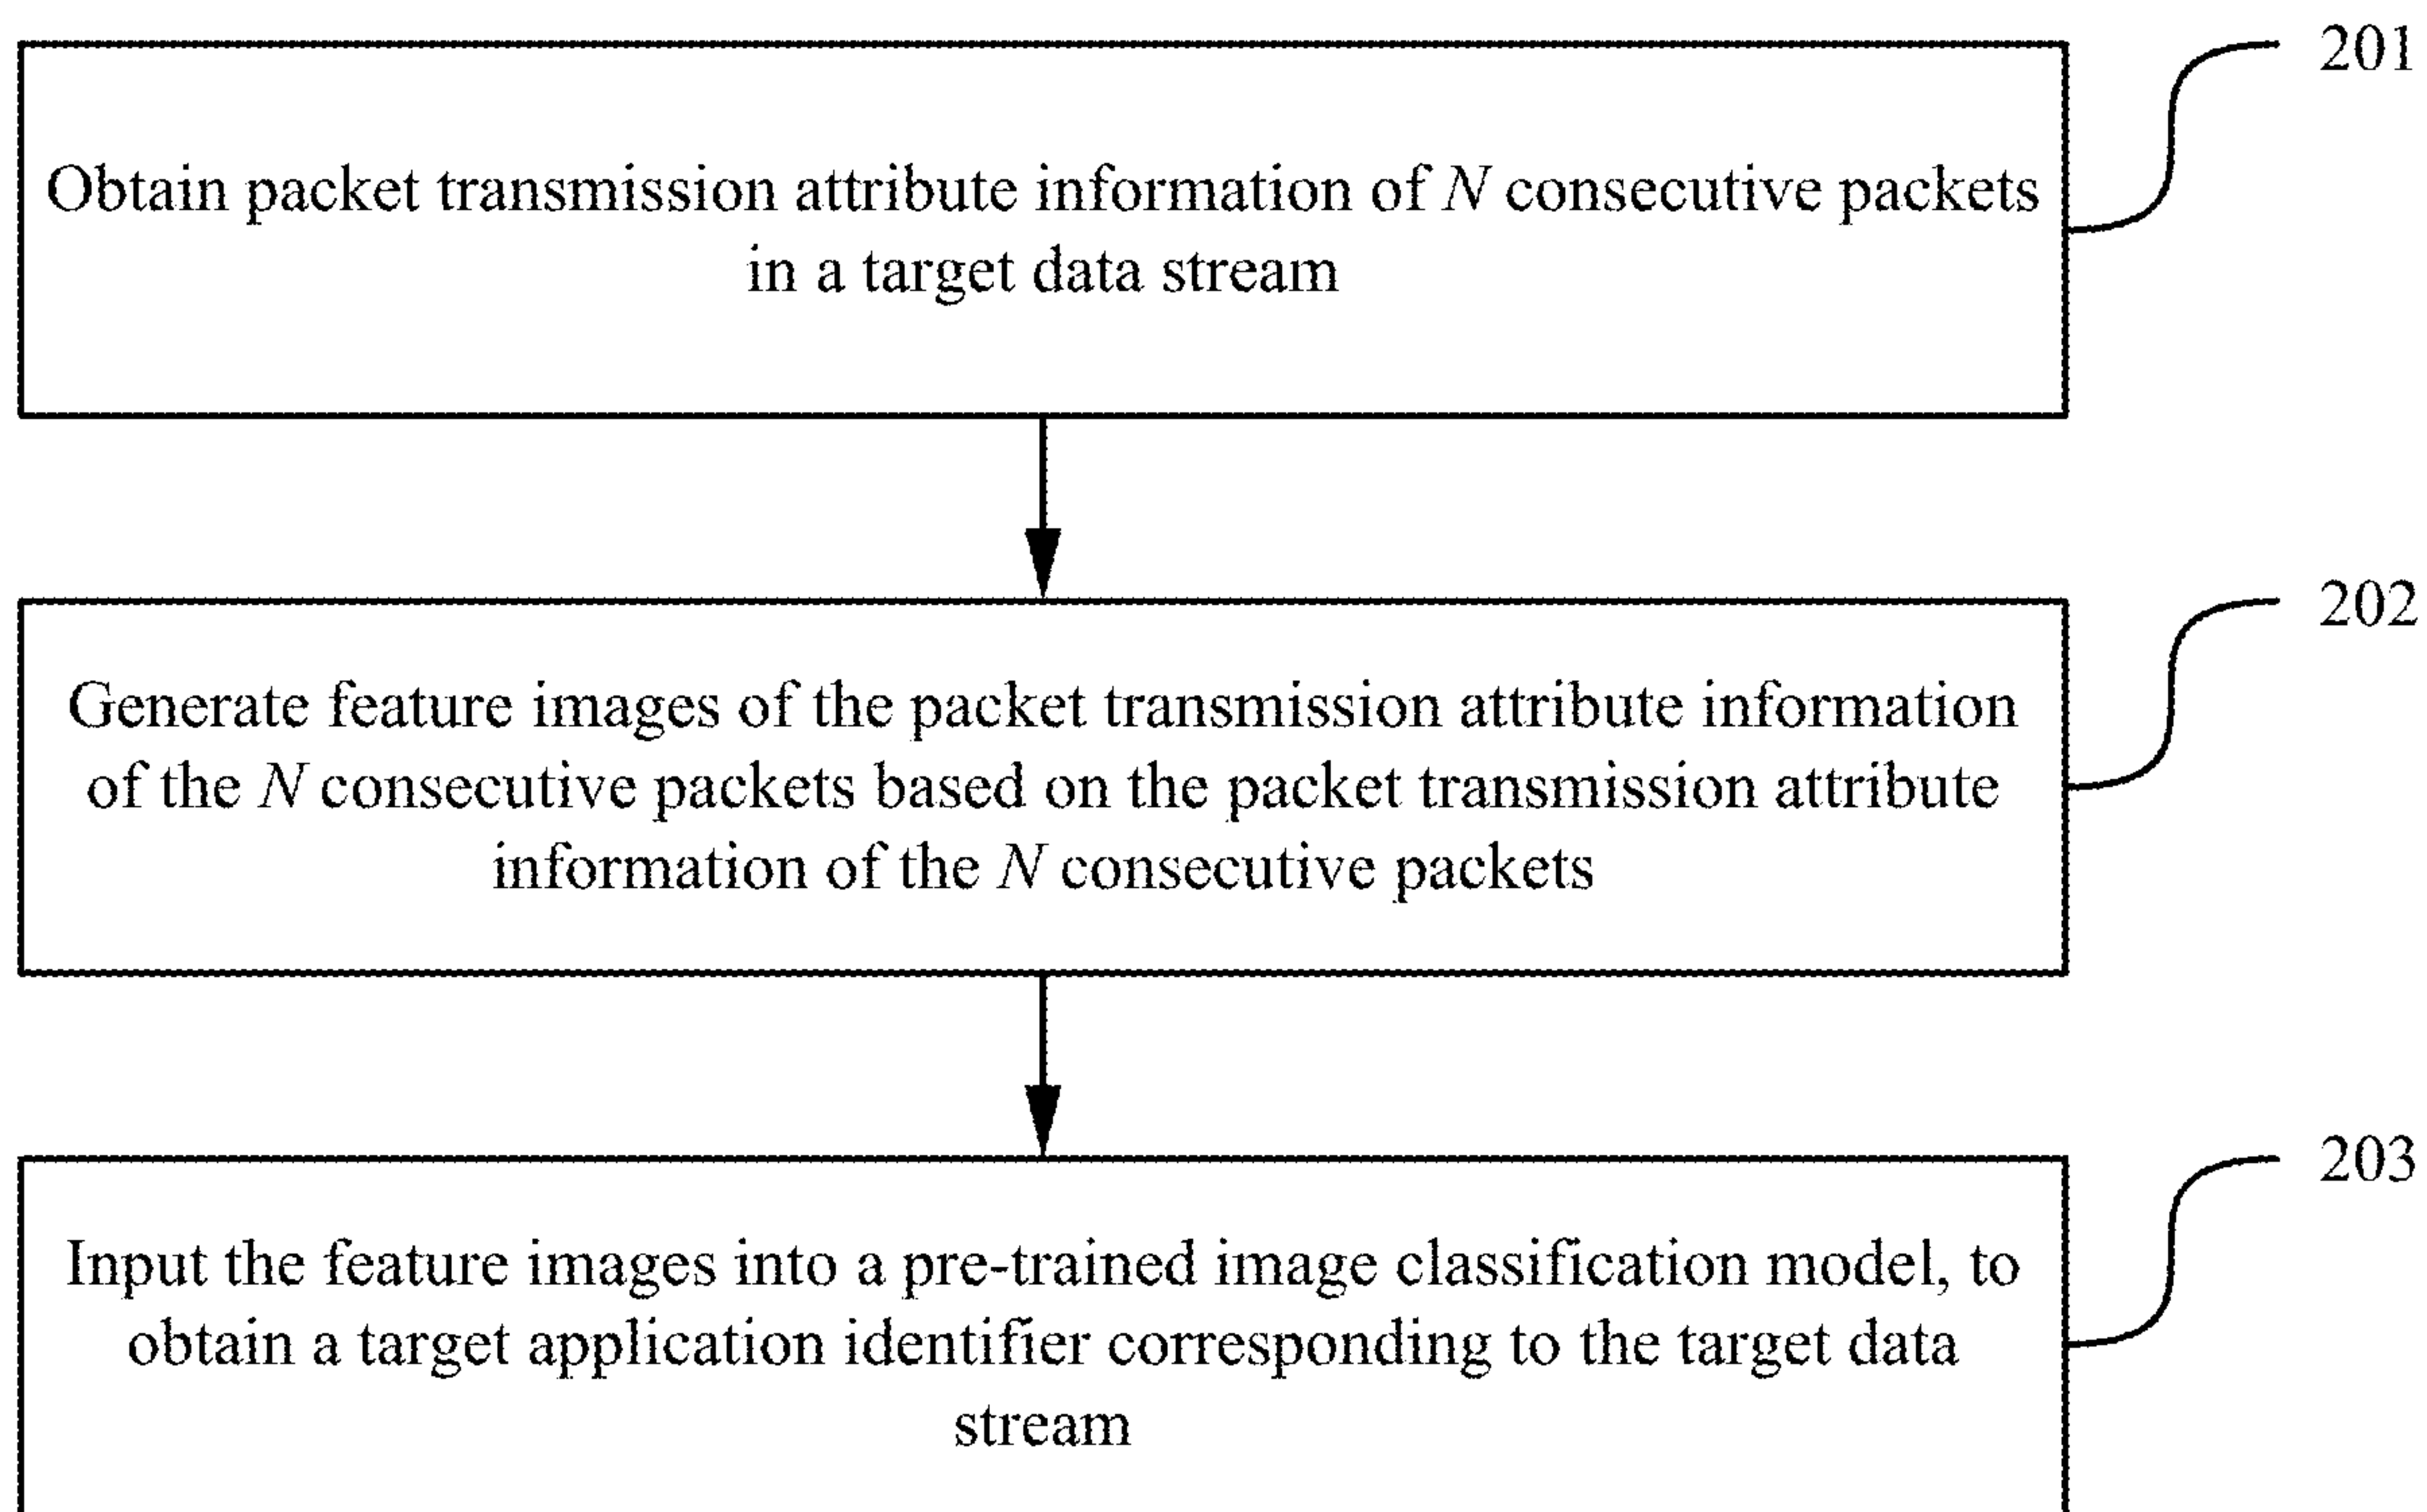 201
Obtain packet transmission attribute information of N consecutive packets
in a target data stream
202
Generate feature images of the packet transmission attribute information
of the N consecutive packets based on the packet transmission attribute
information of the N consecutive packets
203
Input the feature images into a pre-trained image classification model, to
obtain a target application identifier corresponding to the target data
stream